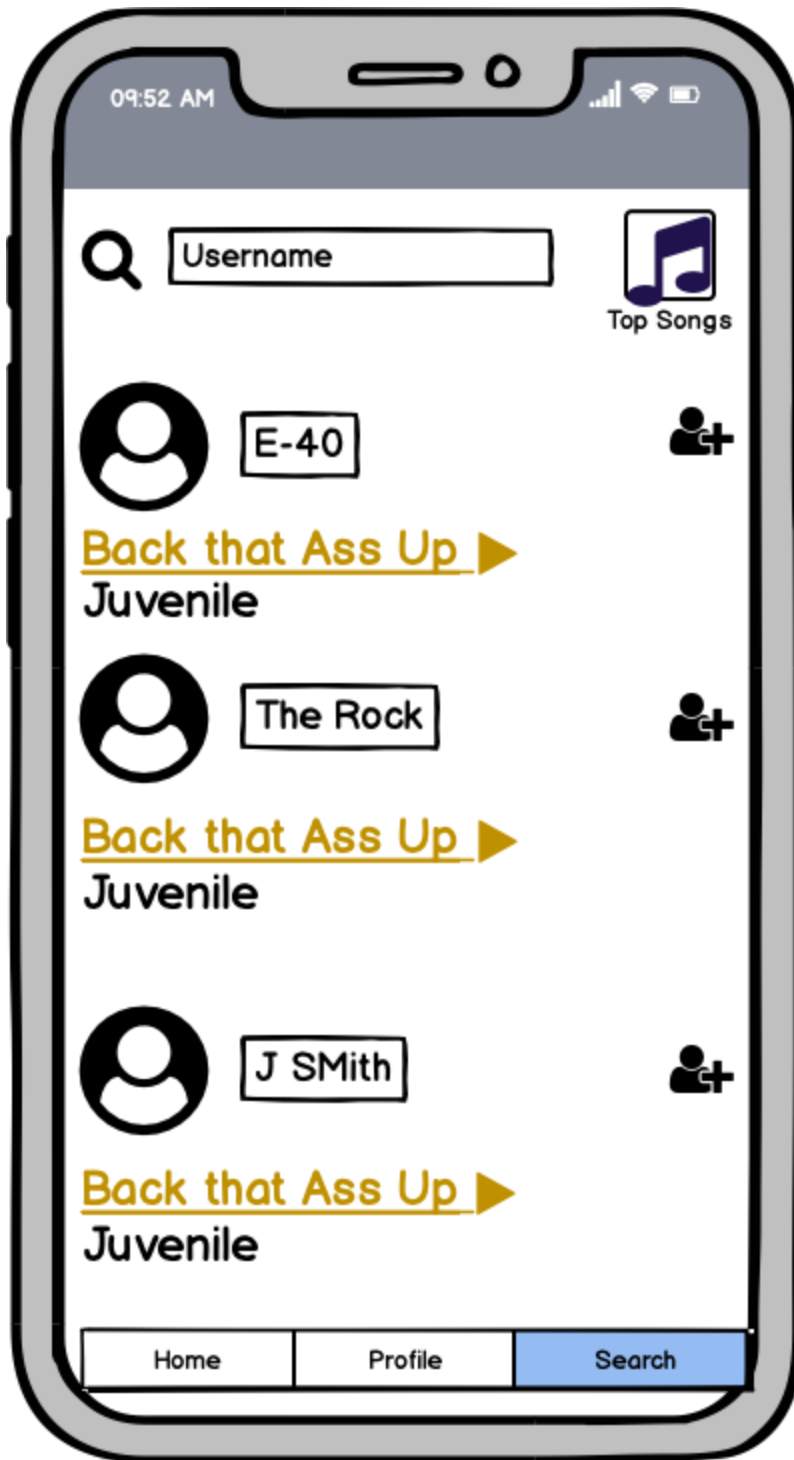 09:52 AM
Username
Top Songs
E-40
Back that Ass Up
Juvenile
The Rock
Back that Ass Up
Juvenile
J SMith
Back that Ass Up
Juvenile
Home Profile Search